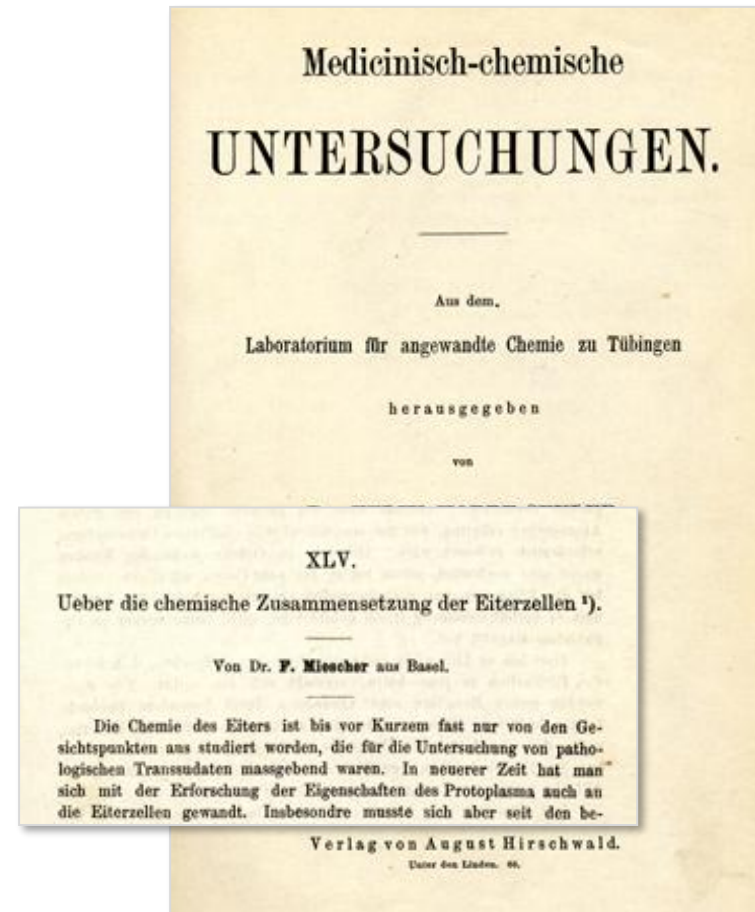 Medicinisch-chemische
UNTERSUCHUNGEN.
Aus dem.
Laboratorium für angewandte Chemie zu Tübingen
herausgegeben
von
XLV.
Ueber die chemische Zusammensetzung der Eiterzellen ¹).
Von Dr. F. Miescher aus Basel.
Die Chemie des Eiters ist bis vor Kurzem fast nur von den Ge-
sichtspunkten aus studiert worden, die für die Untersuchung von patho-
logischen Transsudaten massgebend waren. In neuerer Zeit hat man
sich mit der Erforschung der Eigenschaften des Protoplasma auch an
die Eiterzellen gewandt. Insbesondre musste sich aber seit den be-
Verlag von August Hirschwald.
Unter den Linden. 68.